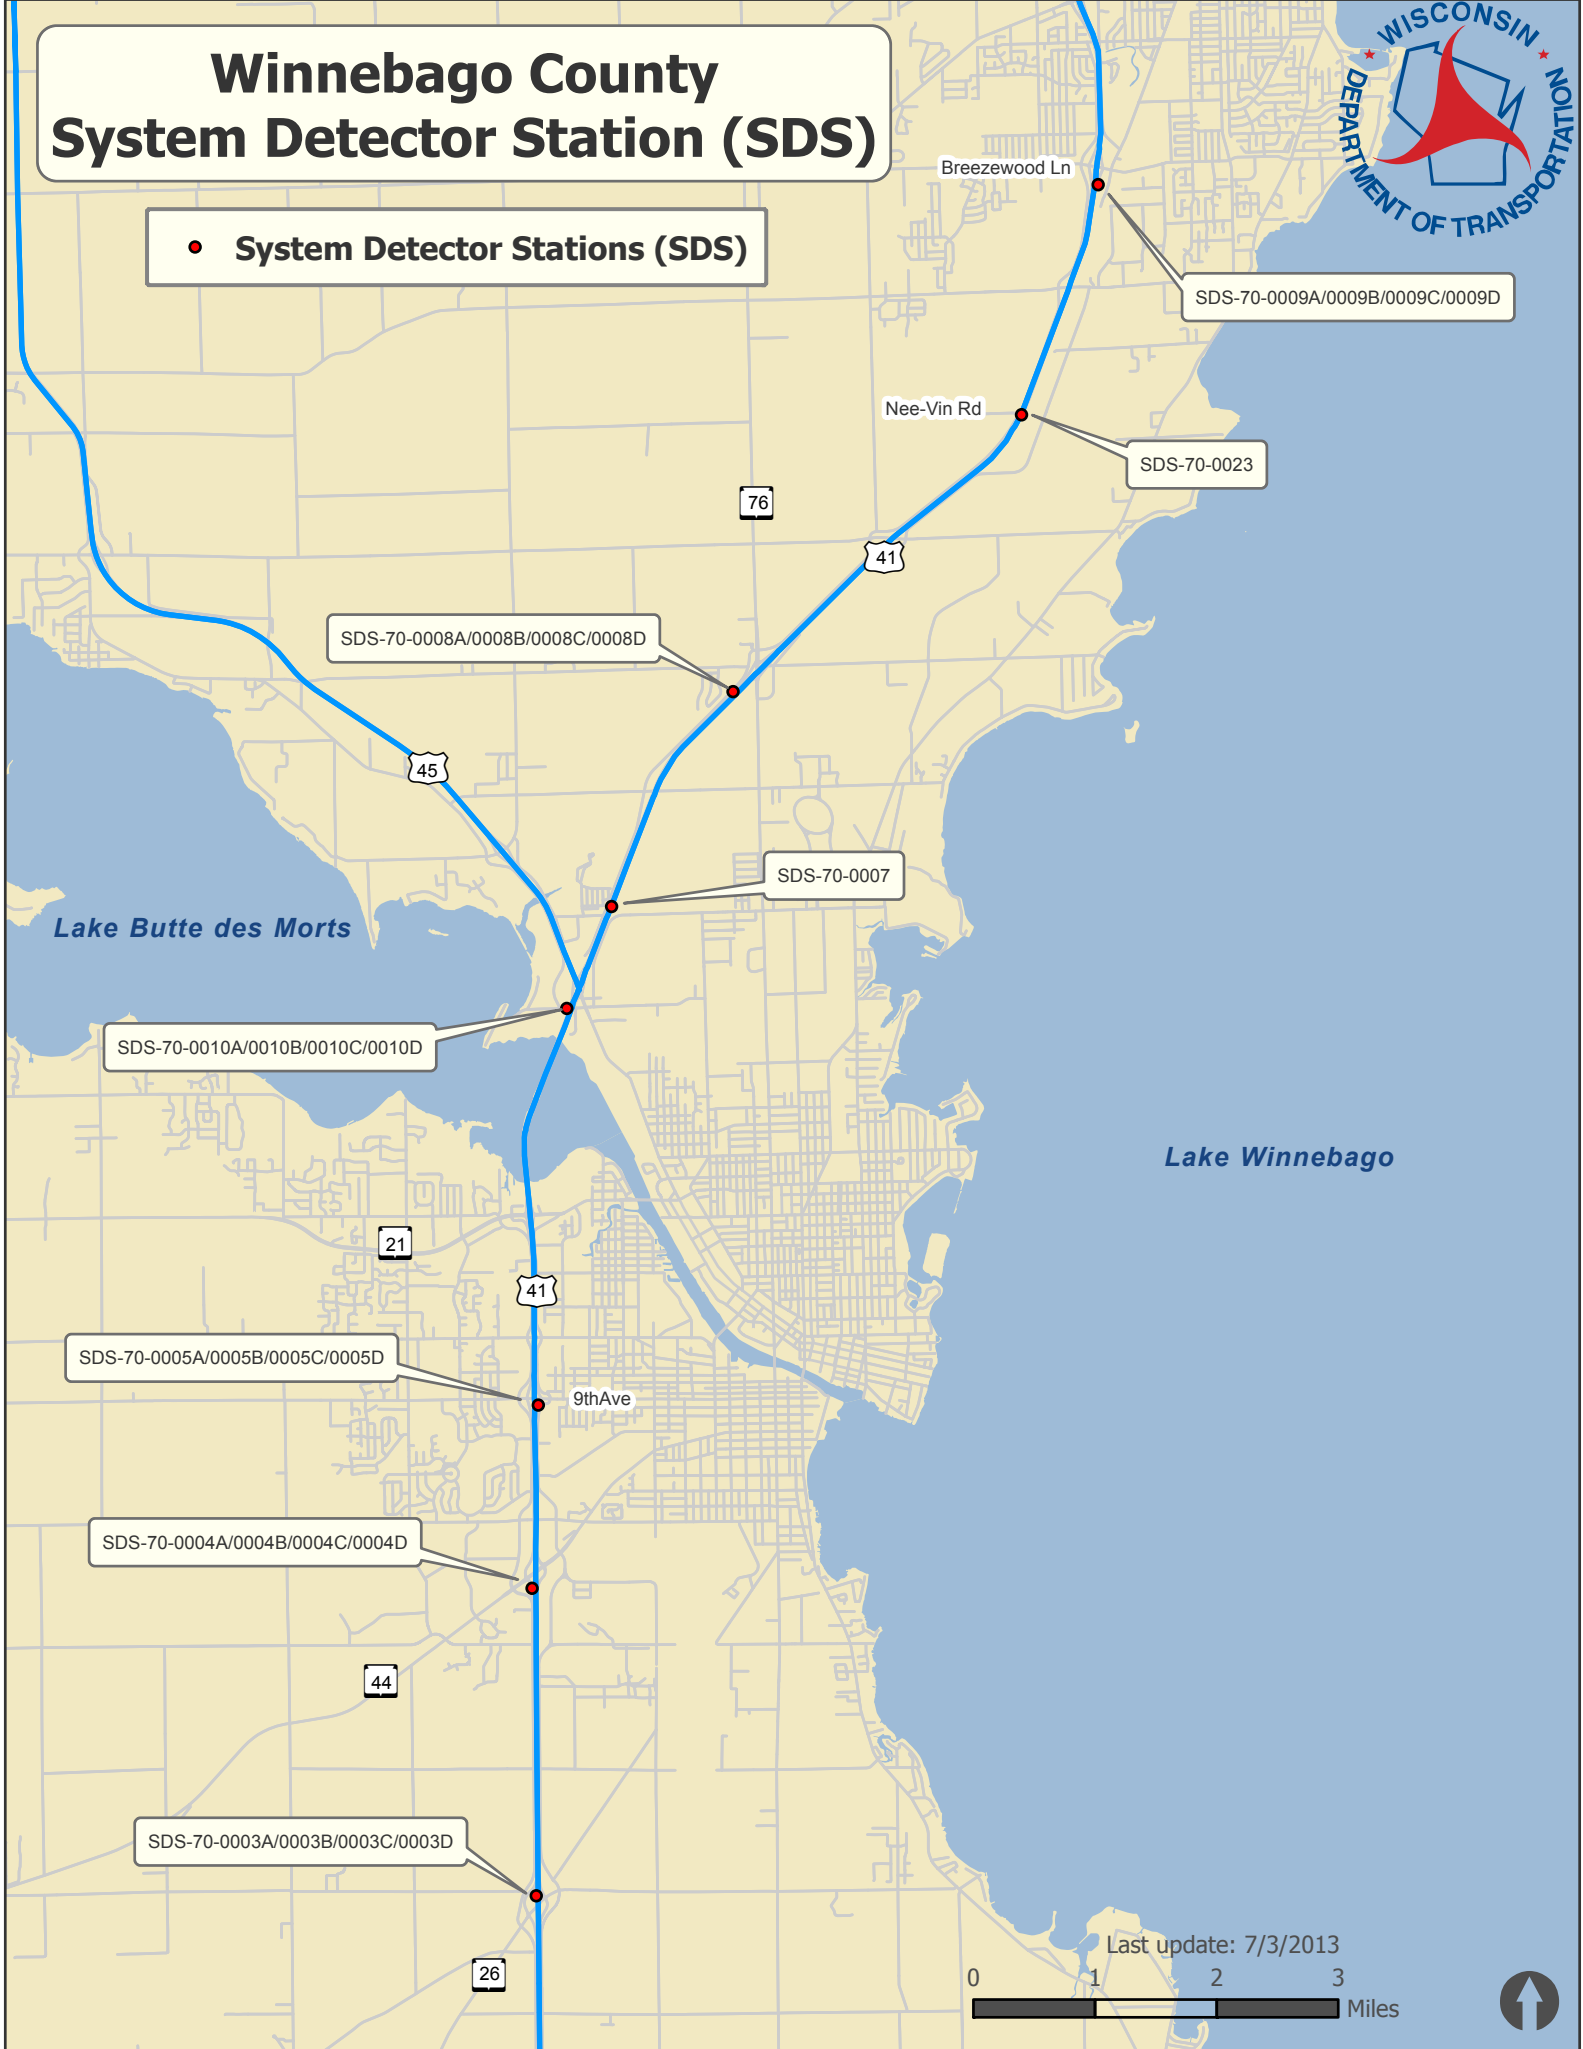 Winnebago County
System Detector Station (SDS)
WISCONSIN
DEPARTMENT OF TRANSPORTATION
System Detector Stations (SDS)
Breezewood Ln
SDS-70-0009A/0009B/0009C/0009D
Nee-Vin Rd
SDS-70-0023
76
41
SDS-70-0008A/0008B/0008C/0008D
45
SDS-70-0007
Lake Butte des Morts
SDS-70-0010A/0010B/0010C/0010D
Lake Winnebago
21
41
SDS-70-0005A/0005B/0005C/0005D
9thAve
SDS-70-0004A/0004B/0004C/0004D
44
SDS-70-0003A/0003B/0003C/0003D
26
Last update: 7/3/2013
0 1 2 3
Miles